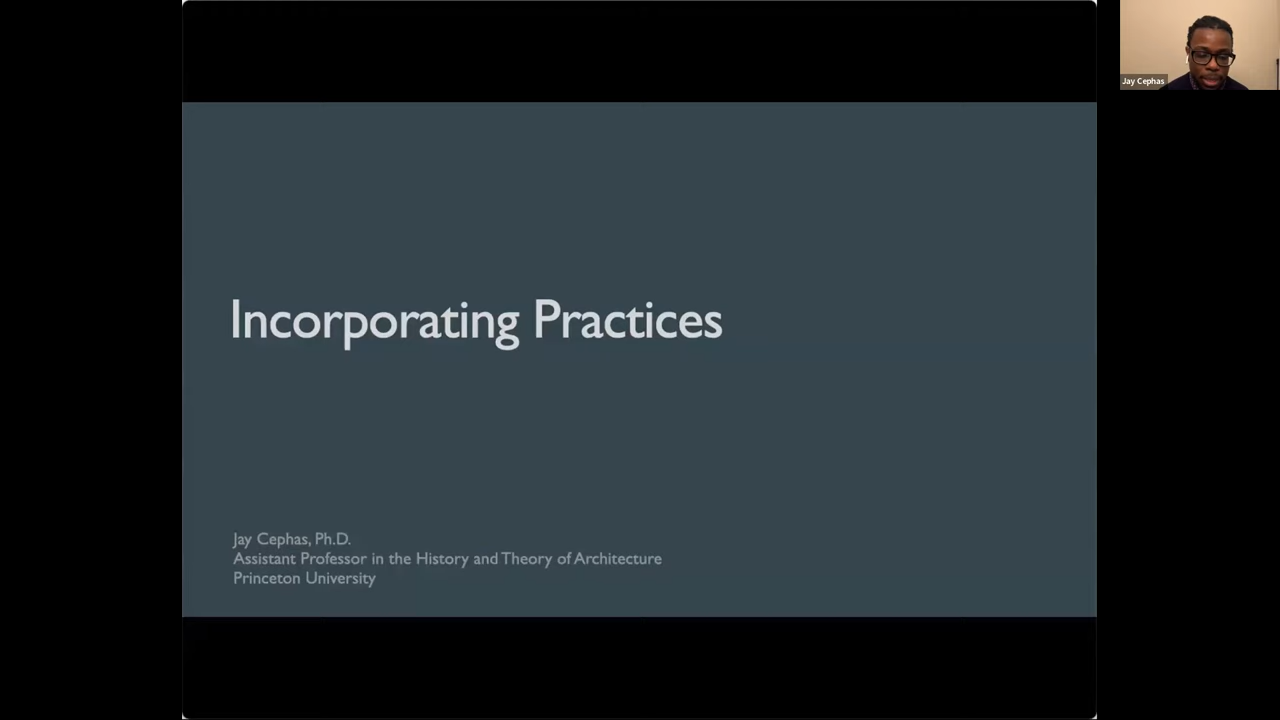 Jay Cephas
Incorporating Practices
Jay Cephas, Ph.D.
Assistant Professor in the History and Theory of Architecture
Princeton University